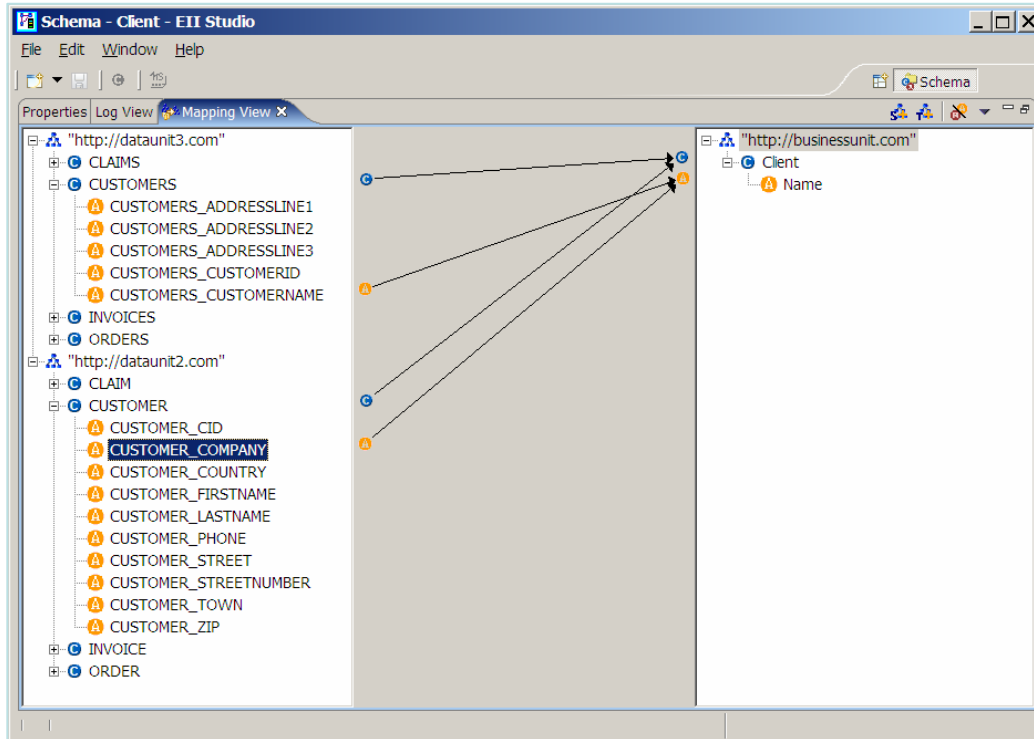 Schema - Client - EII Studio
File Edit Window Help
Schema
Properties Log View Mapping View
"http://dataunit3.com"
CLAIMS
CUSTOMERS
CUSTOMERS_ADDRESSLINE1
CUSTOMERS_ADDRESSLINE2
CUSTOMERS_ADDRESSLINE3
CUSTOMERS_CUSTOMERID
CUSTOMERS_CUSTOMERNAME
INVOICES
ORDERS
"http://dataunit2.com"
CLAIM
CUSTOMER
CUSTOMER_CID
CUSTOMER_COMPANY
CUSTOMER_COUNTRY
CUSTOMER_FIRSTNAME
CUSTOMER_LASTNAME
CUSTOMER_PHONE
CUSTOMER_STREET
CUSTOMER_STREETNUMBER
CUSTOMER_TOWN
CUSTOMER_ZIP
INVOICE
ORDER
"http://businessunit.com"
Client
Name